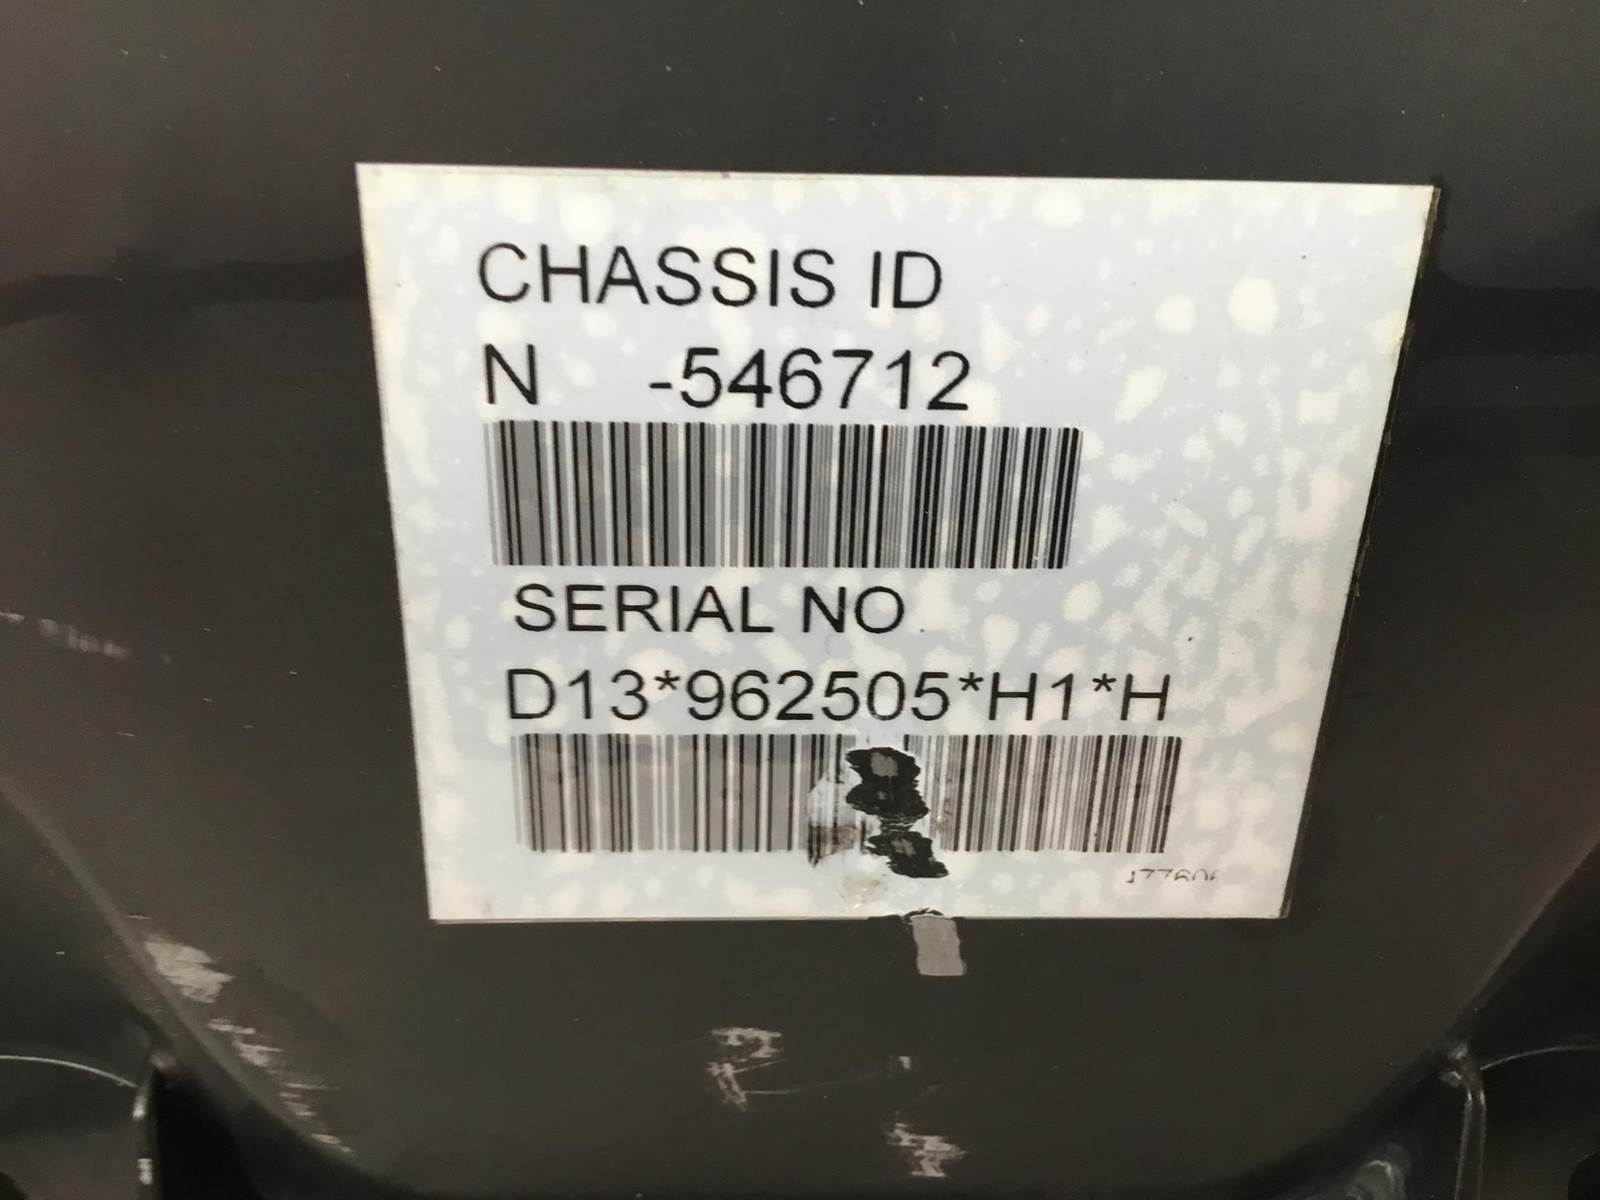 CHASSIS ID
N -546712
SERIAL NO
D13*962505*H1*H